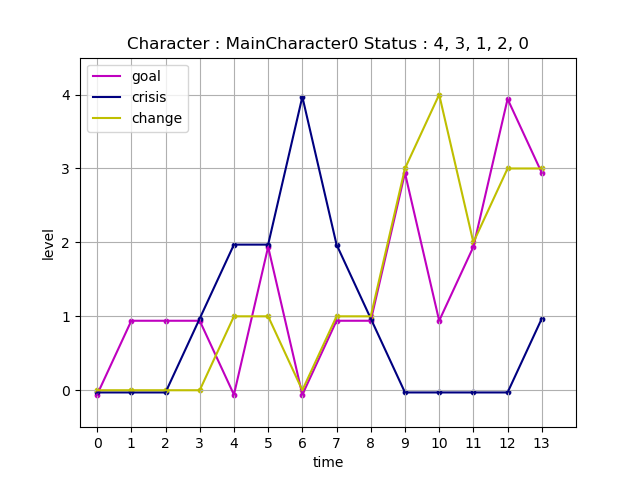 Character : MainCharacter0 Status : 4, 3, 1, 2, 0
goal
crisis
change
level
4
3
2
1
0
0 1 2 3 4 5 6 7 8 9 10 11 12 13
time